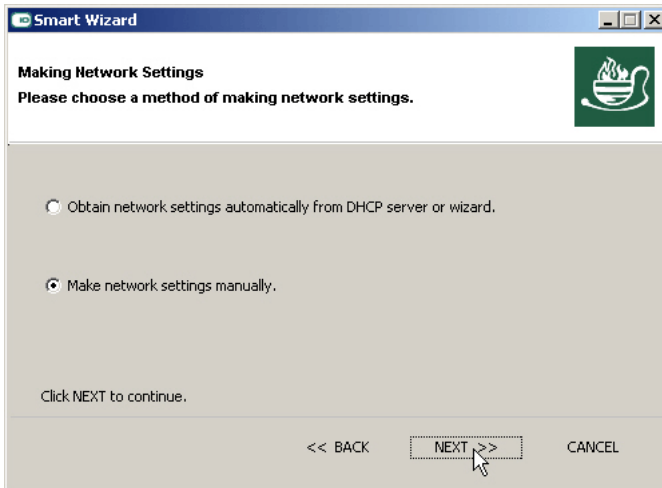 Smart Wizard
Making Network Settings
Please choose a method of making network settings.
Obtain network settings automatically from DHCP server or wizard.
Make network settings manually.
Click NEXT to continue.
<< BACK NEXT >> CANCEL